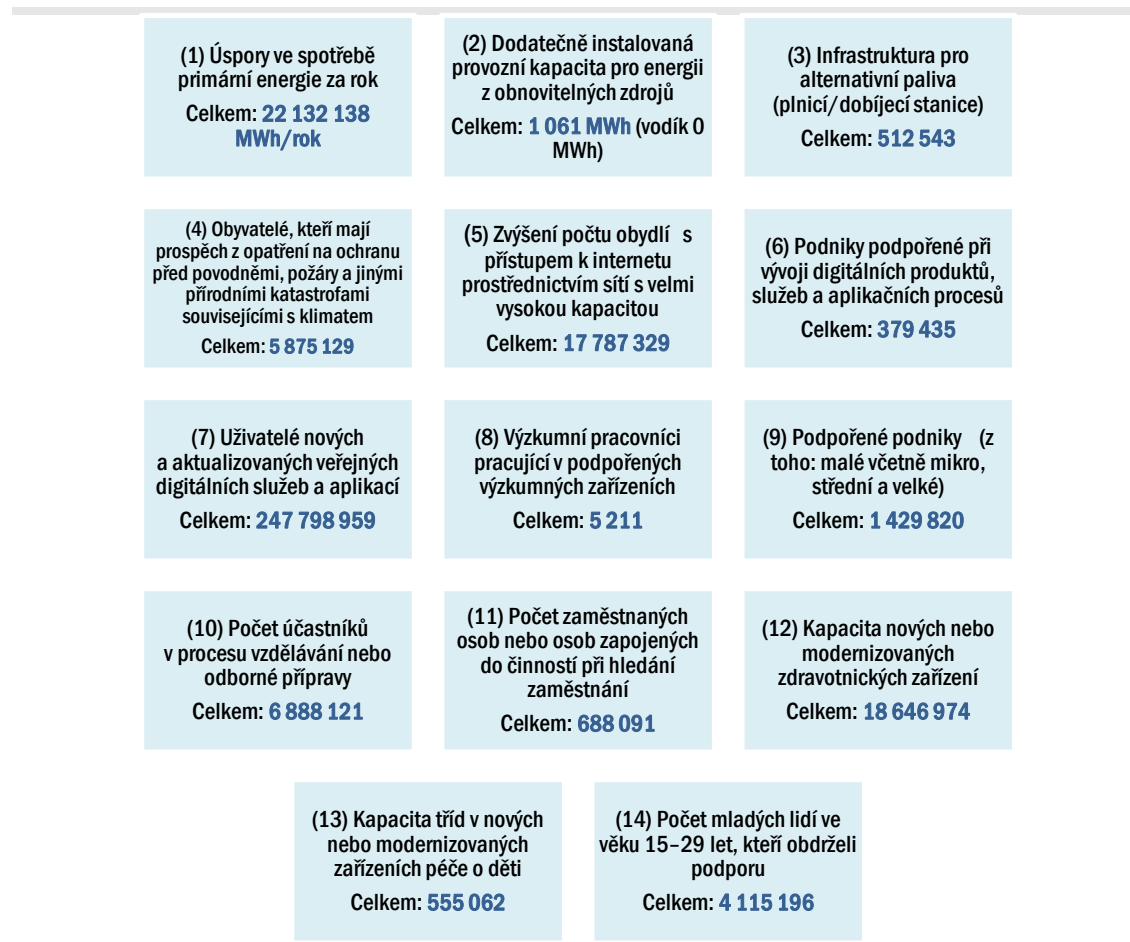 (1) Úspory ve spotřebě
primární energie za rok
Celkem: 22 132 138
MWh/rok
(2) Dodatečně instalovaná
provozní kapacita pro energii
z obnovitelných zdrojů
Celkem: 1 061 MWh (vodík 0
MWh)
(3) Infrastruktura pro
alternativní paliva
(plnicí/dobíjecí stanice)
Celkem: 512 543
(4) Obyvatelé, kteří mají
prospěch z opatření na ochranu
před povodněmi, požáry a jinými
přírodními katastrofami
souvisejícími s klimatem
Celkem: 5 875 129
(5) Zvýšení počtu obydlí s
přístupem k internetu
prostřednictvím sítí s velmi
vysokou kapacitou
Celkem: 17 787 329
(6) Podniky podpořené při
vývoji digitálních produktů,
služeb a aplikačních procesů
Celkem: 379 435
(7) Uživatelé nových
a aktualizovaných veřejných
digitálních služeb a aplikací
Celkem: 247 798 959
(8) Výzkumní pracovníci
pracující v podpořených
výzkumných zařízeních
Celkem: 5 211
(9) Podpořené podniky (z
toho: malé včetně mikro,
střední a velké)
Celkem: 1 429 820
(10) Počet účastníků
v procesu vzdělávání nebo
odborné přípravy
Celkem: 6 888 121
(11) Počet zaměstnaných
osob nebo osob zapojených
do činností při hledání
zaměstnání
Celkem: 688 091
(12) Kapacita nových nebo
modernizovaných
zdravotnických zařízení
Celkem: 18 646 974
(13) Kapacita tříd v nových
nebo modernizovaných
zařízeních péče o děti
Celkem: 555 062
(14) Počet mladých lidí ve
věku 15–29 let, kteří obdrželi
podporu
Celkem: 4 115 196